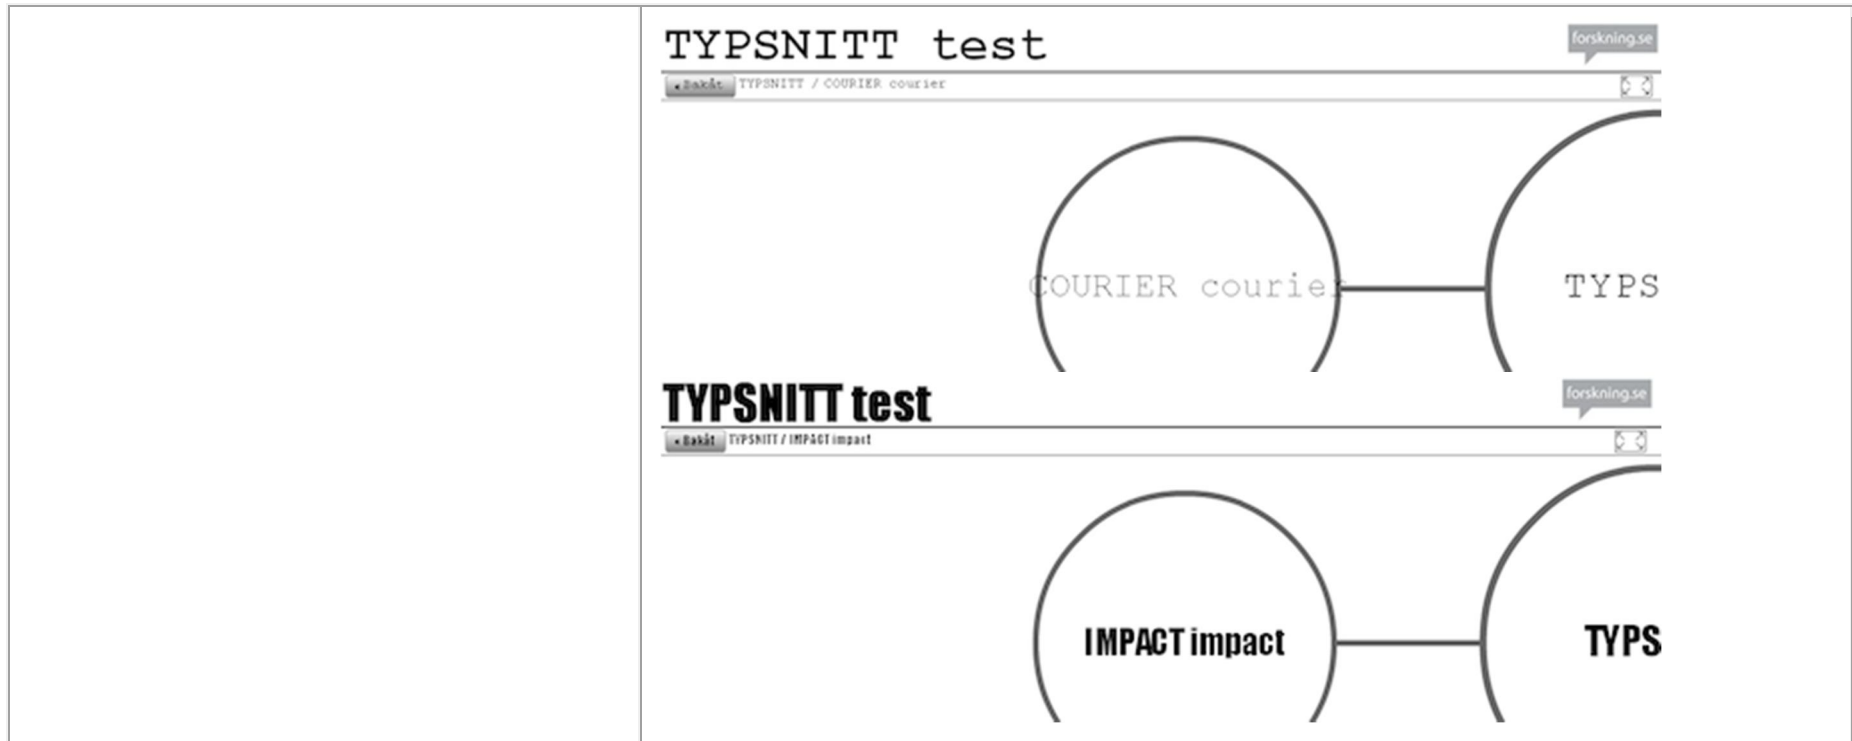 TYPSNITT test
forskning.se
Bakåt TYPSNITT / COURIER courier
COURIER courier
TYPS
TYPSNITT test
forskning.se
Bakåt TYPSNITT / IMPACT impact
IMPACT impact
TYPS